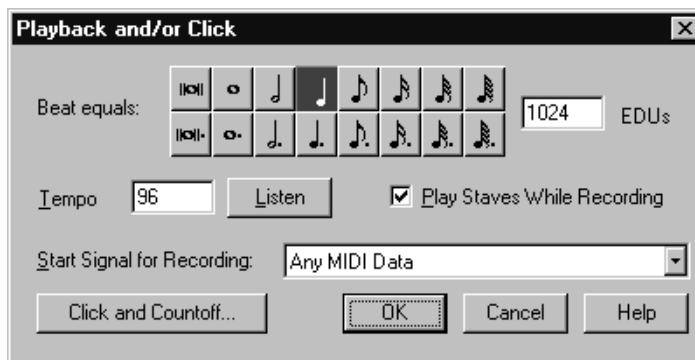 Playback and/or Click
Beat equals:
1024 EDUs
Tempo 96 Listen Play Staves While Recording
Start Signal for Recording: Any MIDI Data
Click and Countoff... OK Cancel Help